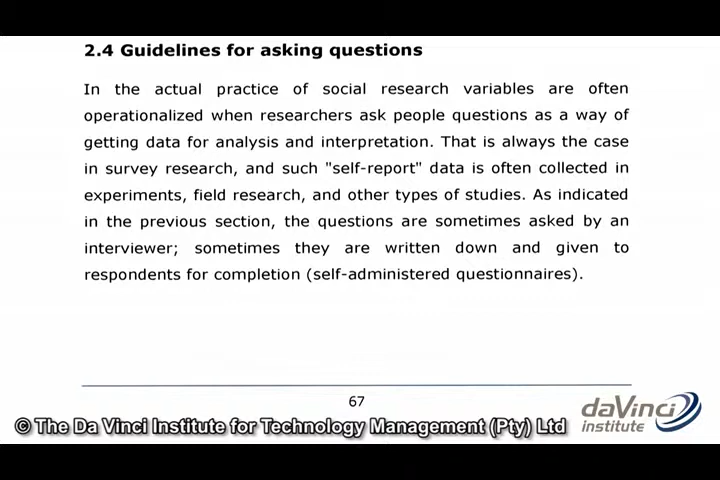 2.4 Guidelines for asking questions
In the actual practice of social research variables are often
operationalized when researchers ask people questions as a way of
getting data for analysis and interpretation. That is always the case
in survey research, and such "self-report" data is often collected in
experiments, field research, and other types of studies. As indicated
in the previous section, the questions are sometimes asked by an
interviewer; sometimes they are written down and given to
respondents for completion (self-administered questionnaires).
67
© The Da Vinci Institute for Technology Management (Pty) Ltd
daVinci
institute